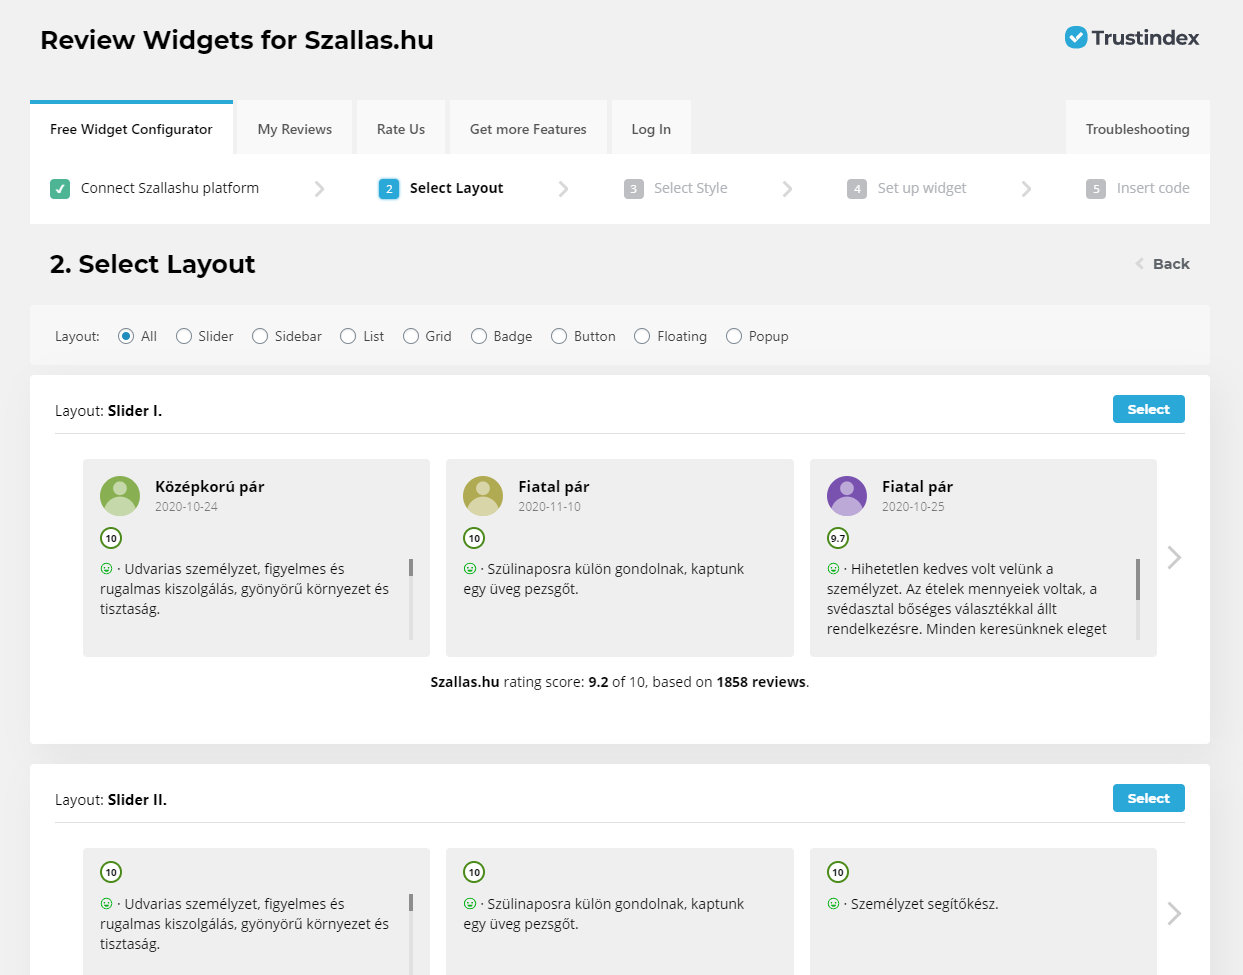 Review Widgets for Szallas.hu
Trustindex
Free Widget Configurator
My Reviews
Rate Us
Get more Features
Log In
Troubleshooting
Connect Szallashu platform
2 Select Layout
3 Select Style
4 Set up widget
5 Insert code
2. Select Layout
Back
Layout: All Slider Sidebar List Grid Badge Button Floating Popup
Layout: Slider I.
Select
Középkorú pár
2020-10-24
10
· Udvarias személyzet, figyelmes és
rugalmas kiszolgálás, gyönyörű környezet és
tisztaság.
Fiatal pár
2020-11-10
10
· Szülinaposra külön gondolnak, kaptunk
egy üveg pezsgőt.
Fiatal pár
2020-10-25
9.7
· Hihetetlen kedves volt velünk a
személyzet. Az ételek mennyeiek voltak, a
svédasztal bőséges választékkal állt
rendelkezésre. Minden keresünknek eleget
Szallas.hu rating score: 9.2 of 10, based on 1858 reviews.
Layout: Slider II.
Select
10
· Udvarias személyzet, figyelmes és
rugalmas kiszolgálás, gyönyörű környezet és
tisztaság.
10
· Szülinaposra külön gondolnak, kaptunk
egy üveg pezsgőt.
10
· Személyzet segítőkész.